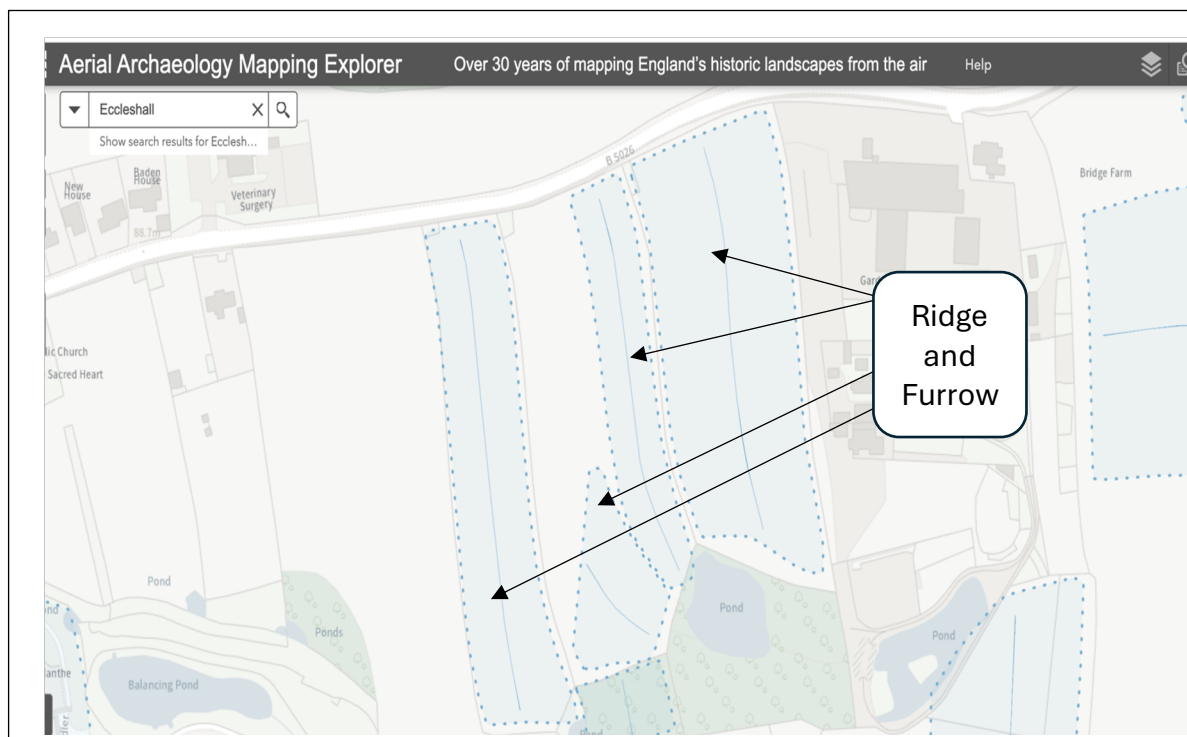 Aerial Archaeology Mapping Explorer
Over 30 years of mapping England's historic landscapes from the air
Help
Eccleshall
Show search results for Ecclesh...
B 5026
New
House
Baden
House
Veterinary
Surgery
88.7m
Bridge Farm
Gard
Ridge
and
Furrow
lic Church
Sacred Heart
Pond
Ponds
Pond
Pond
anthe
Balancing Pond
Pond